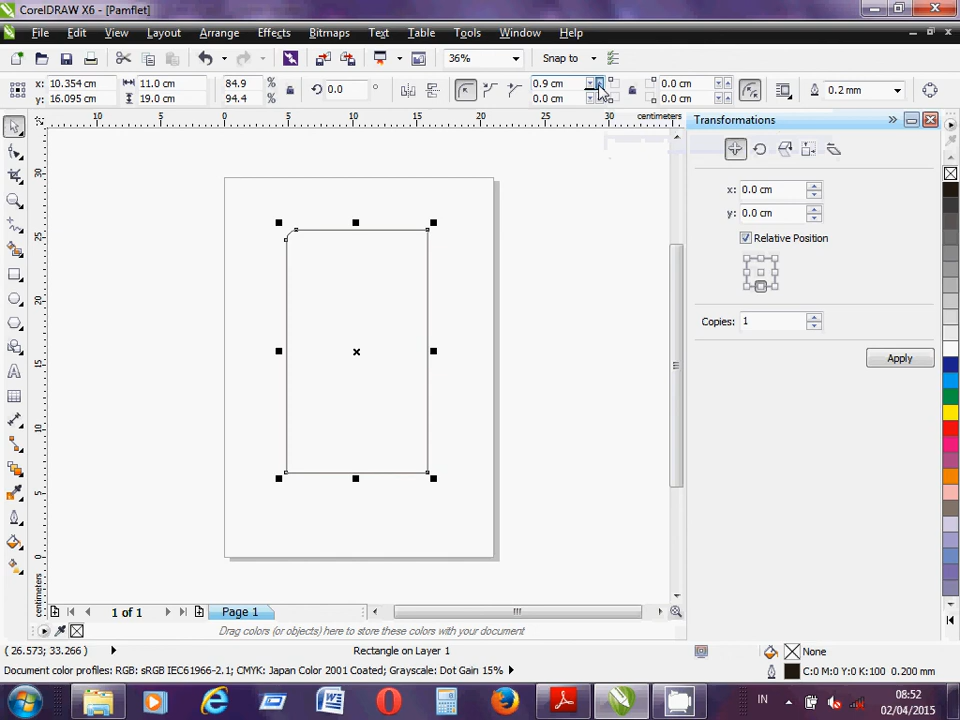 CorelDRAW X6 - [Pamflet]
File Edit View Layout Arrange Effects Bitmaps Text Table Tools Window Help
36% Snap to
x: 10.354 cm 11.0 cm 84.9 % 0.0 ° 0.9 cm 0.0 cm 0.2 mm
y: 16.095 cm 19.0 cm 94.4 % 0.0 cm 0.0 cm
10 5 0 5 10 15 20 25 30 centimeters
Transformations
30
25
20
15
10
5
0
centimeters
x: 0.0 cm
y: 0.0 cm
Relative Position
Copies: 1
Apply
1 of 1 Page 1
Drag colors (or objects) here to store these colors with your document
( 26.573; 33.266 ) Rectangle on Layer 1 None
Document color profiles: RGB: sRGB IEC61966-2.1; CMYK: Japan Color 2001 Coated; Grayscale: Dot Gain 15% C:0 M:0 Y:0 K:100 0.200 mm
IN 08:52
02/04/2015